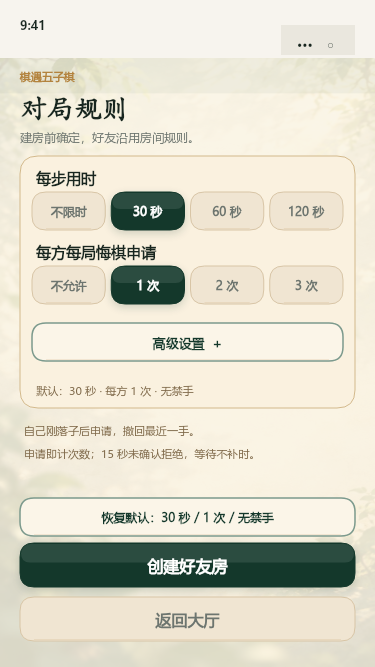 9:41
棋遇五子棋
对局规则
建房前确定，好友沿用房间规则。
每步用时
不限时 30 秒 60 秒 120 秒
每方每局悔棋申请
不允许 1 次 2 次 3 次
高级设置 +
默认：30 秒 · 每方 1 次 · 无禁手
自己刚落子后申请，撤回最近一手。
申请即计次数；15 秒未确认拒绝，等待不补时。
恢复默认：30 秒 / 1 次 / 无禁手
创建好友房
返回大厅